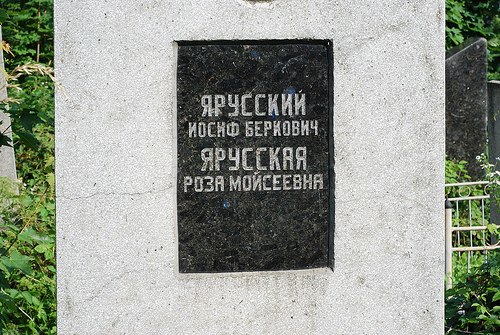 ЯРУССКИЙ
ИОСИФ БЕРКОВИЧ
ЯРУССКАЯ
РОЗА МОЙСЕЕВНА